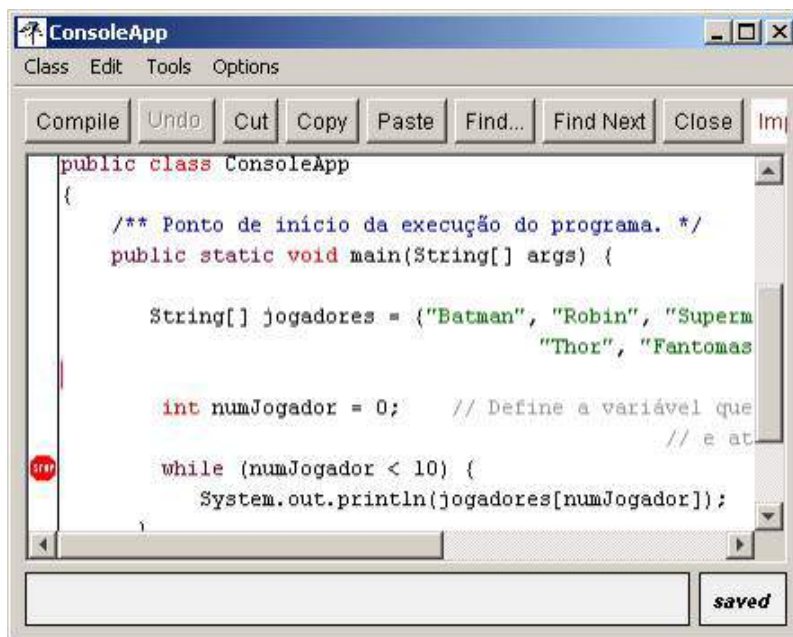 ConsoleApp
Class Edit Tools Options
Compile Undo Cut Copy Paste Find... Find Next Close
public class ConsoleApp
{
/** Ponto de início da execução do programa. */
public static void main(String[] args) {
String[] jogadores = {"Batman", "Robin", "Superm
"Thor", "Fantomas
int numJogador = 0; // Define a variável que
// e at
STOP while (numJogador < 10) {
System.out.println(jogadores[numJogador]);
saved